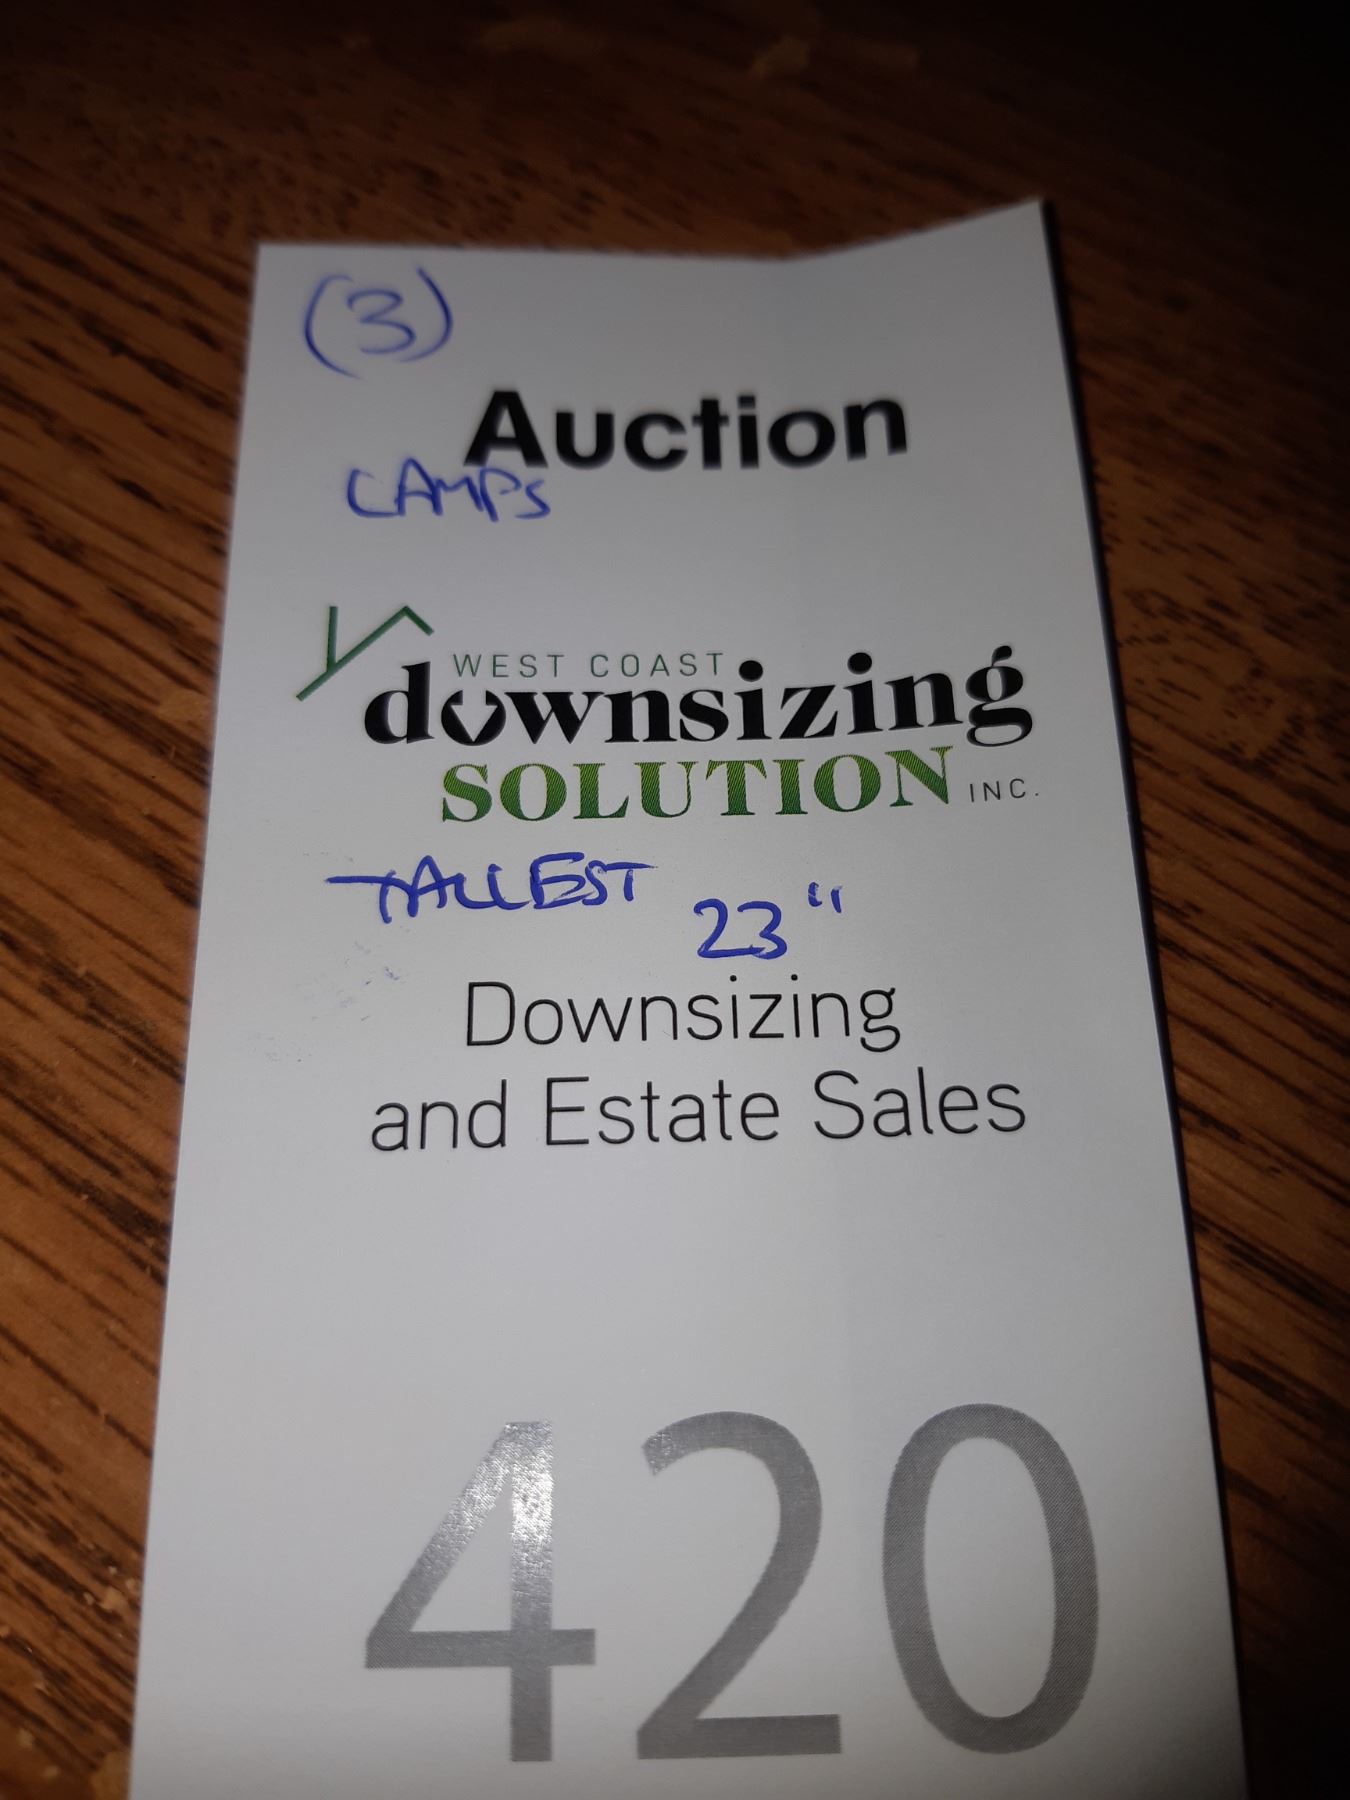 (3)
Auction
LAMPS
WEST COAST
downsizing
SOLUTION INC.
TALLEST 23"
Downsizing
and Estate Sales
420